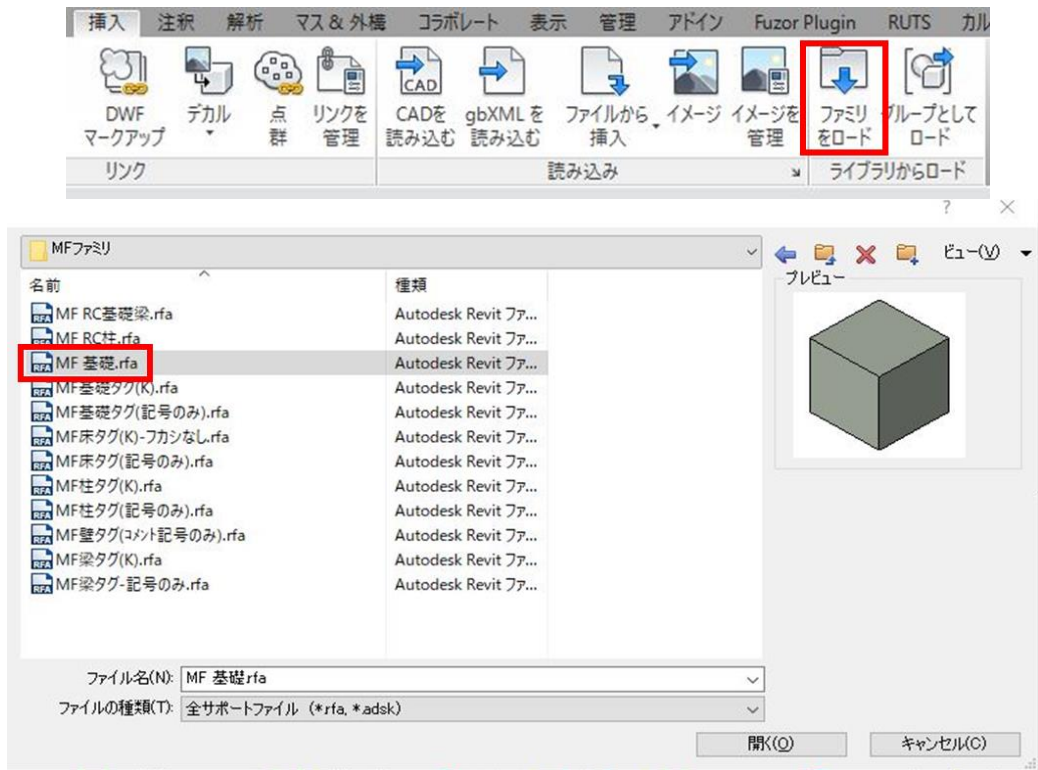 挿入 注釈 解析 マス & 外構 コラボレート 表示 管理 アドイン Fuzor Plugin RUTS カル
DWF デカル 点 リンクを CADを gbXML を ファイルから イメージ イメージを ファミリ グループとして
マークアップ 群 管理 読み込む 読み込む 挿入 管理 をロード ロード
リンク 読み込み ライブラリからロード
MFファミリ ビュー(V)
名前 種類 プレビュー
MF RC基礎梁.rfa Autodesk Revit ファ...
MF RC柱.rfa Autodesk Revit ファ...
MF 基礎.rfa Autodesk Revit ファ...
MF基礎タグ(K).rfa Autodesk Revit ファ...
MF基礎タグ(記号のみ).rfa Autodesk Revit ファ...
MF床タグ(K)-フカシなし.rfa Autodesk Revit ファ...
MF床タグ(記号のみ).rfa Autodesk Revit ファ...
MF柱タグ(K).rfa Autodesk Revit ファ...
MF柱タグ(記号のみ).rfa Autodesk Revit ファ...
MF壁タグ(コメント記号のみ).rfa Autodesk Revit ファ...
MF梁タグ(K).rfa Autodesk Revit ファ...
MF梁タグ-記号のみ.rfa Autodesk Revit ファ...
ファイル名(N): MF 基礎.rfa
ファイルの種類(T): 全サポートファイル (*.rfa, *.adsk)
開く(O) キャンセル(C)